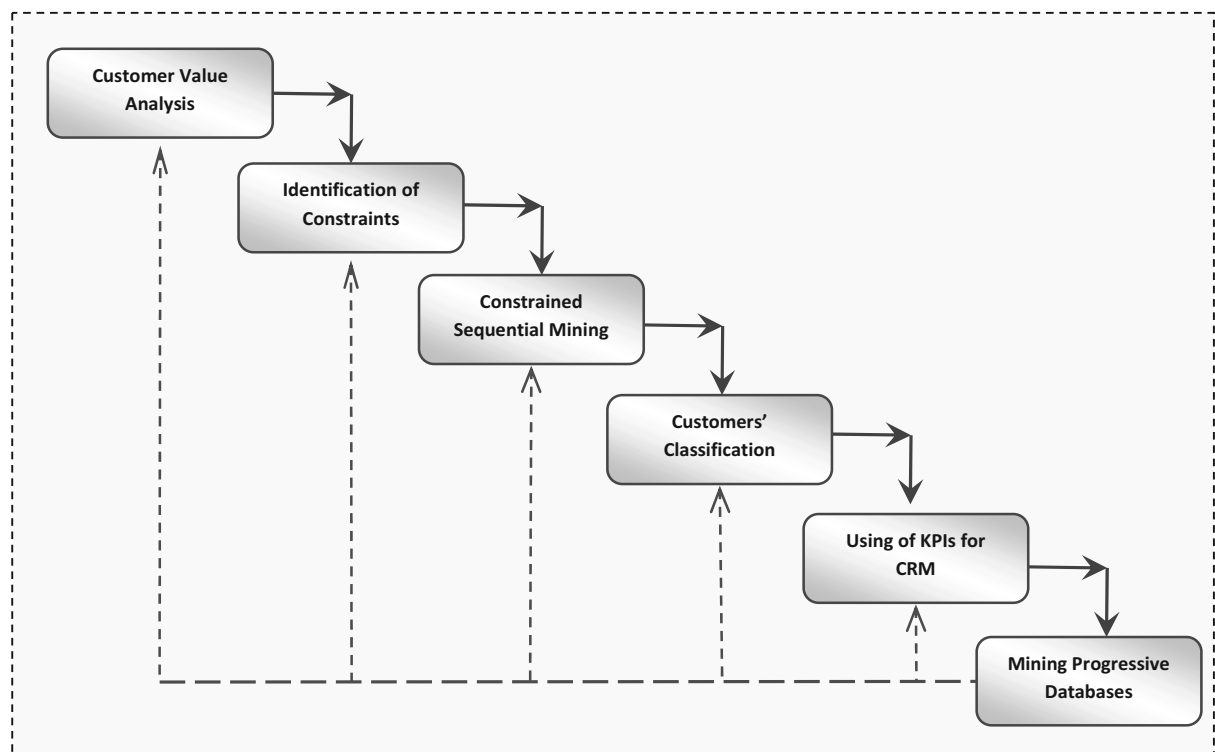 Customer Value
Analysis
Identification of
Constraints
Constrained
Sequential Mining
Customers’
Classification
Using of KPIs for
CRM
Mining Progressive
Databases